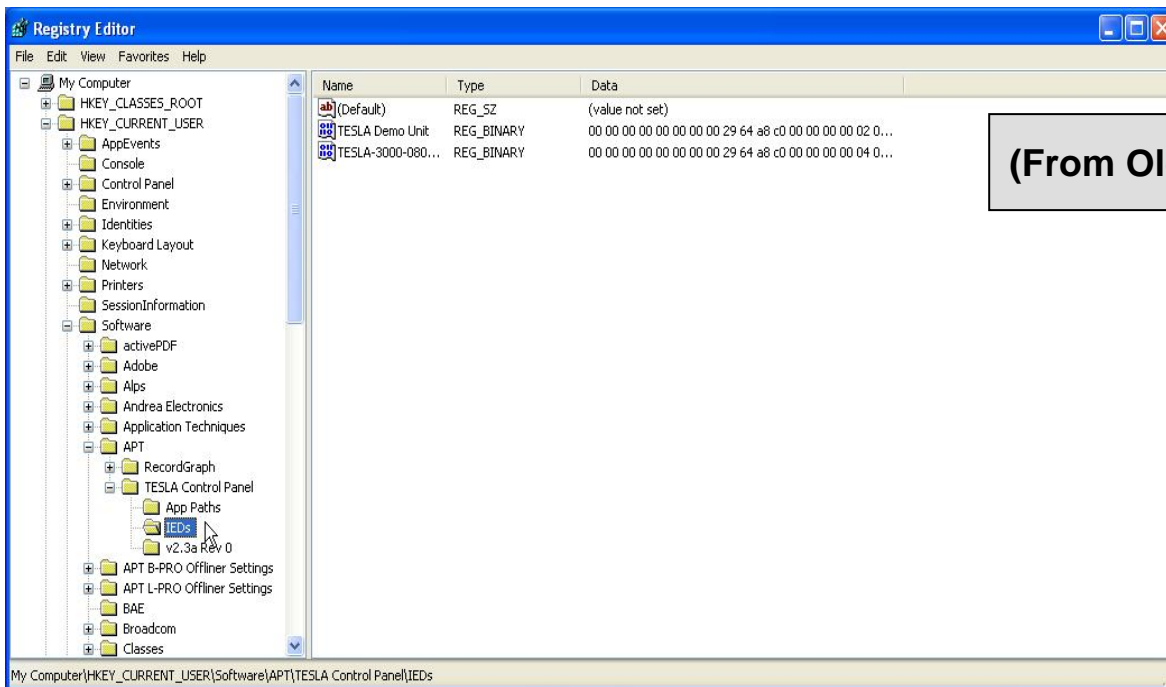 Registry Editor
File Edit View Favorites Help
My Computer
HKEY_CLASSES_ROOT
HKEY_CURRENT_USER
AppEvents
Console
Control Panel
Environment
Identities
Keyboard Layout
Network
Printers
SessionInformation
Software
activePDF
Adobe
Alps
Andrea Electronics
Application Techniques
APT
RecordGraph
TESLA Control Panel
App Paths
IEDs
v2.3a Rev 0
APT B-PRO Offliner Settings
APT L-PRO Offliner Settings
BAE
Broadcom
Classes
Name Type Data
(Default) REG_SZ (value not set)
TESLA Demo Unit REG_BINARY 00 00 00 00 00 00 00 00 29 64 a8 c0 00 00 00 00 02 0...
TESLA-3000-080... REG_BINARY 00 00 00 00 00 00 00 00 29 64 a8 c0 00 00 00 00 04 0...
(From Ol
My Computer\HKEY_CURRENT_USER\Software\APT\TESLA Control Panel\IEDs